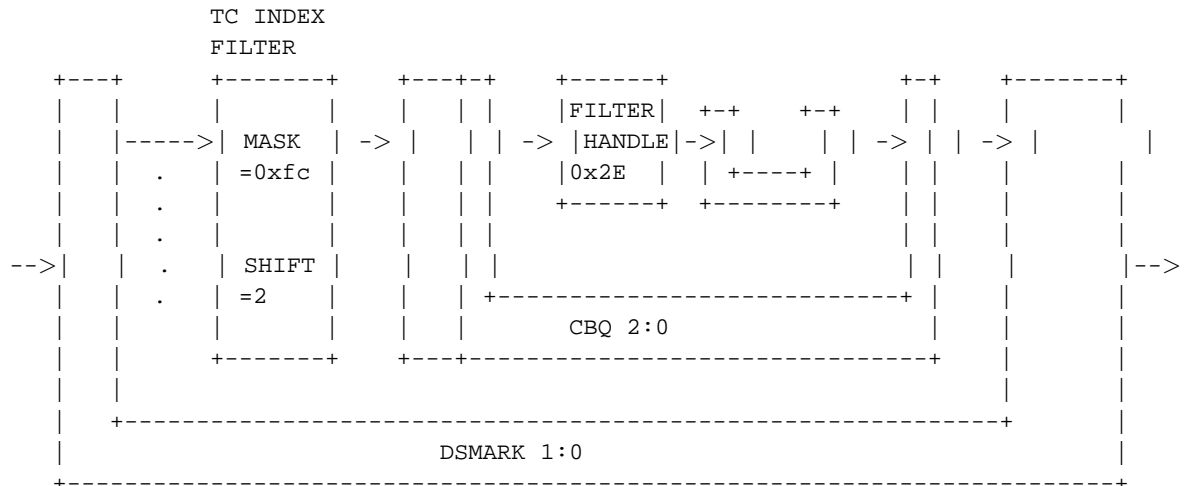 TC INDEX
FILTER
+---+ +-------+ +---+-+ +------+ +-+ +-------+
| | | | | | | |FILTER| +-+ +-+ | | | |
| |----->| MASK | -> | | | -> |HANDLE|->| | | | -> | | -> | |
| | . | =0xfc | | | | |0x2E | | +----+ | | | | |
| | . | | | | | +------+ +--------+ | | | |
| | . | | | | | | | | |
-->| | . | SHIFT | | | | | | | |-->
| | . | =2 | | | +----------------------------+ | | |
| | | | | | CBQ 2:0 | | |
| | +-------+ +---+--------------------------------+ | |
| | | |
| +-------------------------------------------------------------+ |
| DSMARK 1:0 |
+-------------------------------------------------------------------------+